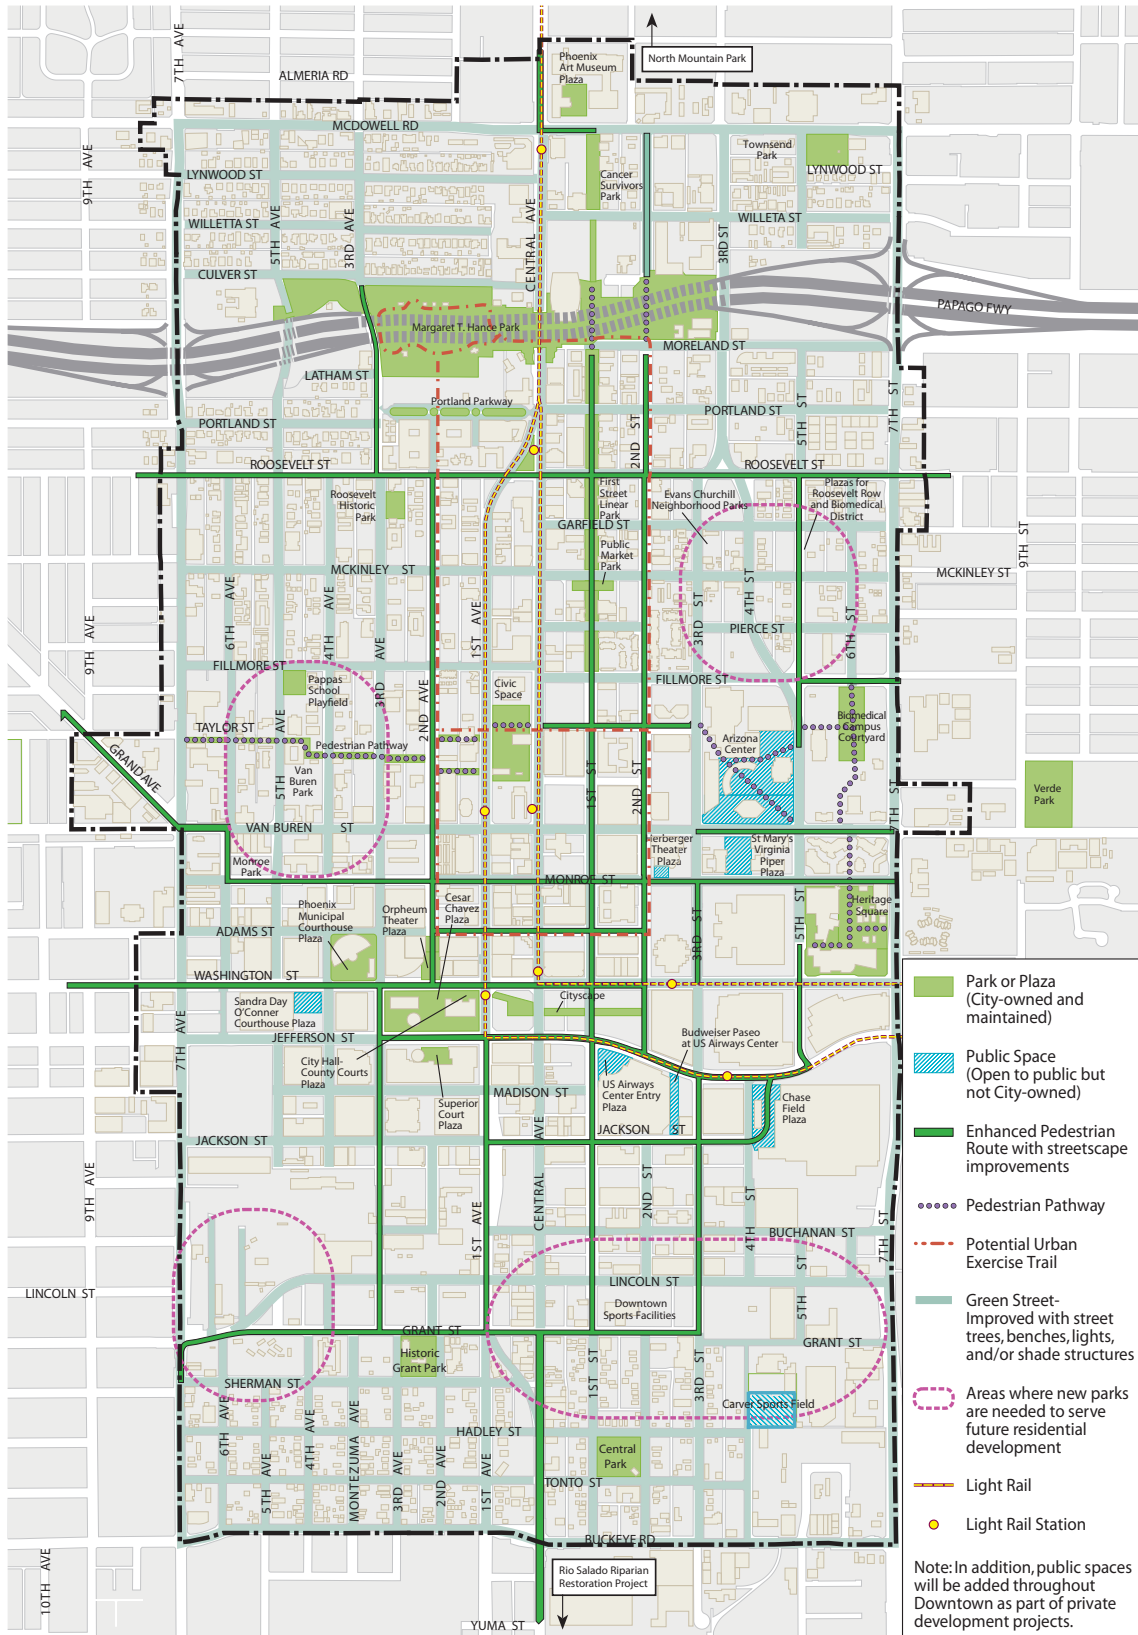 North Mountain Park
Phoenix
Art Museum
Plaza
7TH AVE
ALMERIA RD
MCDOWELL RD
Townsend
Park
9TH AVE
LYNWOOD ST
LYNWOOD ST
Cancer
Survivors
Park
WILLETTA ST
5TH AVE
3RD AVE
CENTRAL AVE
WILLETA ST
3RD ST
CULVER ST
PAPAGO FWY
Margaret T. Hance Park
MORELAND ST
LATHAM ST
Portland Parkway
PORTLAND ST
PORTLAND ST
2ND ST
5TH ST
7TH ST
ROOSEVELT ST
ROOSEVELT ST
Roosevelt
Historic
Park
First
Street
Linear
Park
Evans Churchill
Neighborhood Parks
Plazas for
Roosevelt Row
and Biomedical
District
GARFIELD ST
Public
Market
Park
9TH ST
MCKINLEY ST
MCKINLEY ST
6TH AVE
4TH AVE
3RD AVE
1ST AVE
3RD ST
4TH ST
6TH ST
PIERCE ST
9TH AVE
FILLMORE ST
FILLMORE ST
Pappas
School
Playfield
Civic
Space
2ND AVE
TAYLOR ST
5TH AVE
Pedestrian Pathway
Arizona
Center
Biomedical
Campus
Courtyard
GRAND AVE
Van
Buren
Park
1ST ST
2ND ST
7TH ST
Verde
Park
VAN BUREN ST
Monroe
Park
erberger
Theater
Plaza
St Mary's
Virginia
Piper
Plaza
MONROE ST
Phoenix
Municipal
Courthouse
Plaza
Orpheum
Theater
Plaza
Cesar
Chavez
Plaza
3RD ST
5TH ST
Heritage
Square
ADAMS ST
WASHINGTON ST
Sandra Day
O'Conner
Courthouse Plaza
Cityscape
7TH AVE
JEFFERSON ST
Budweiser Paseo
at US Airways Center
City Hall-
County Courts
Plaza
US Airways
Center Entry
Plaza
MADISON ST
Superior
Court
Plaza
Chase
Field
Plaza
JACKSON ST
JACKSON ST
9TH AVE
1ST AVE
CENTRAL AVE
2ND ST
4TH ST
7TH ST
BUCHANAN ST
LINCOLN ST
LINCOLN ST
5TH ST
Downtown
Sports Facilities
GRANT ST
GRANT ST
Historic
Grant Park
1ST ST
3RD ST
SHERMAN ST
Carver Sports Field
6TH AVE
5TH AVE
4TH AVE
MONTEZUMA AVE
3RD AVE
2ND AVE
1ST AVE
HADLEY ST
Central
Park
TONTO ST
BUCKEYE RD
10TH AVE
Rio Salado Riparian
Restoration Project
YUMA ST
Park or Plaza
(City-owned and
maintained)
Public Space
(Open to public but
not City-owned)
Enhanced Pedestrian
Route with streetscape
improvements
Pedestrian Pathway
Potential Urban
Exercise Trail
Green Street-
Improved with street
trees, benches, lights,
and/or shade structures
Areas where new parks
are needed to serve
future residential
development
Light Rail
Light Rail Station
Note: In addition, public spaces
will be added throughout
Downtown as part of private
development projects.